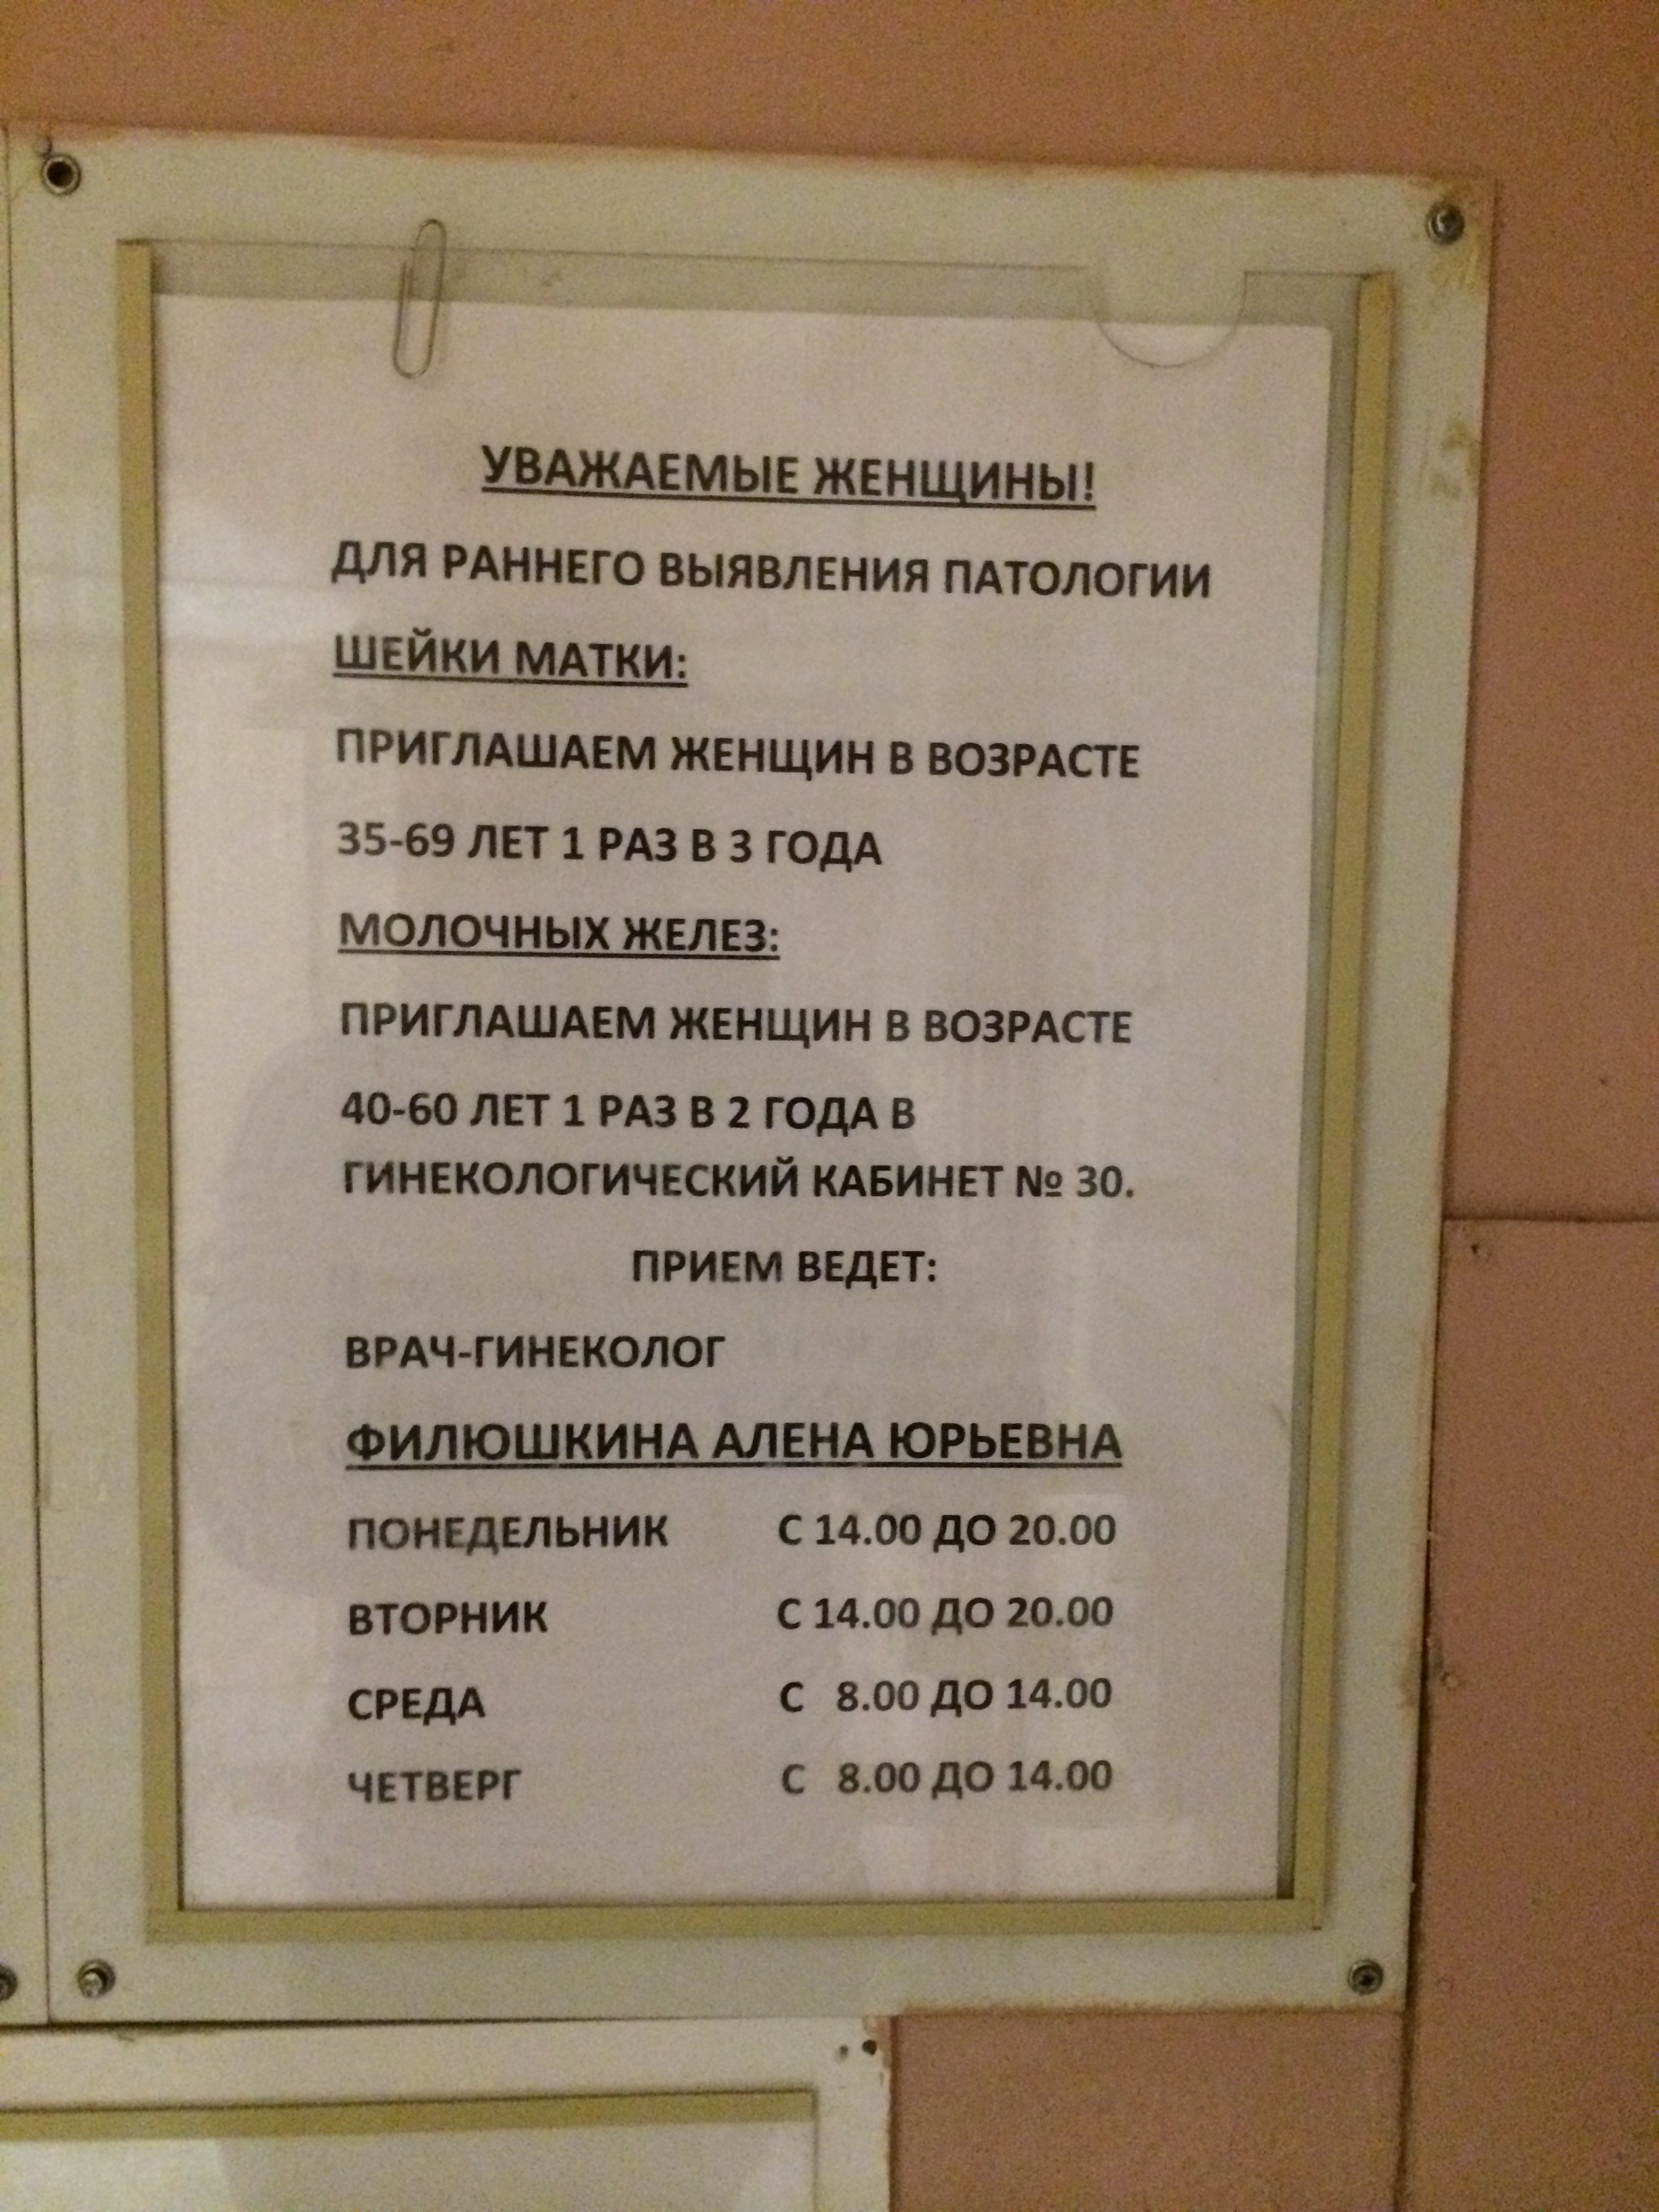 УВАЖАЕМЫЕ ЖЕНЩИНЫ!
ДЛЯ РАННЕГО ВЫЯВЛЕНИЯ ПАТОЛОГИИ
ШЕЙКИ МАТКИ:
ПРИГЛАШАЕМ ЖЕНЩИН В ВОЗРАСТЕ
35-69 ЛЕТ 1 РАЗ В 3 ГОДА
МОЛОЧНЫХ ЖЕЛЕЗ:
ПРИГЛАШАЕМ ЖЕНЩИН В ВОЗРАСТЕ
40-60 ЛЕТ 1 РАЗ В 2 ГОДА В
ГИНЕКОЛОГИЧЕСКИЙ КАБИНЕТ № 30.
ПРИЕМ ВЕДЕТ:
ВРАЧ-ГИНЕКОЛОГ
ФИЛЮШКИНА АЛЕНА ЮРЬЕВНА
ПОНЕДЕЛЬНИК С 14.00 ДО 20.00
ВТОРНИК С 14.00 ДО 20.00
СРЕДА С 8.00 ДО 14.00
ЧЕТВЕРГ С 8.00 ДО 14.00